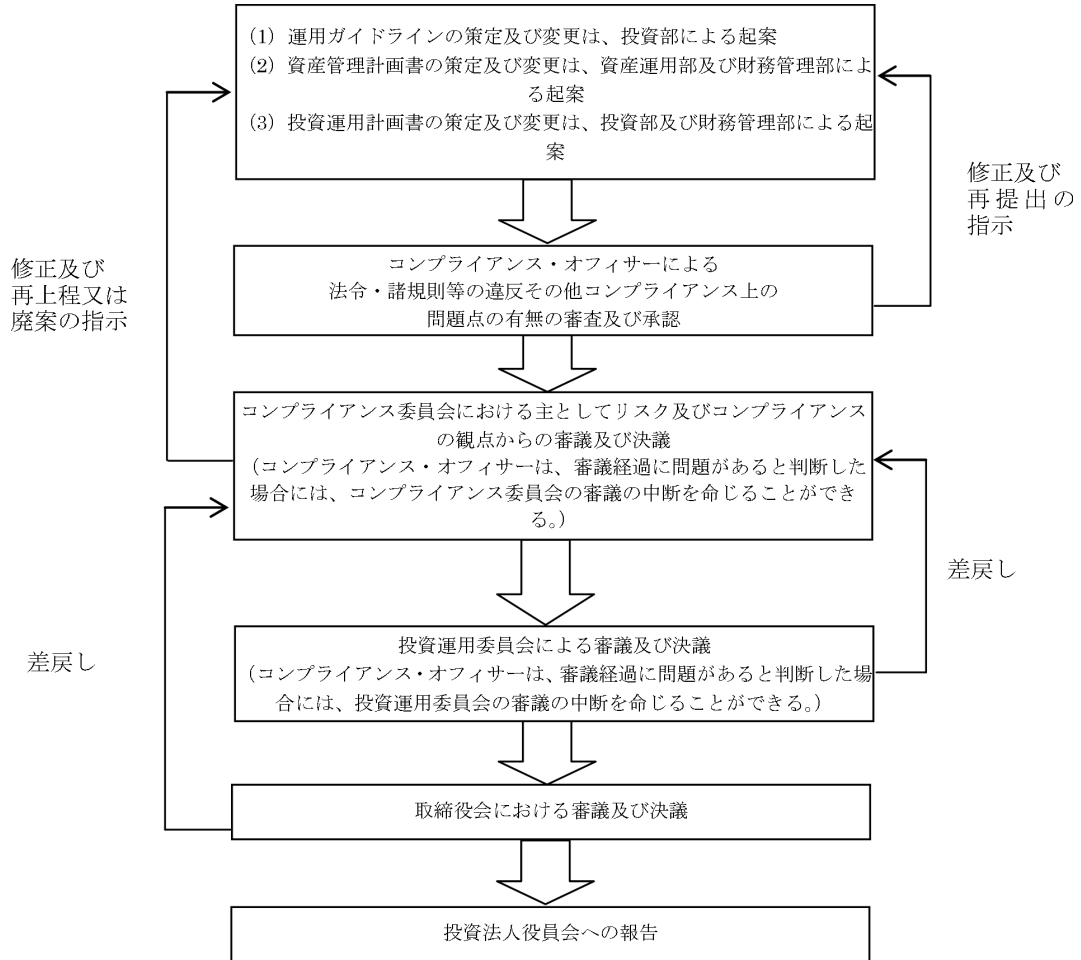 (1) 運用ガイドラインの策定及び変更は、投資部による起案
(2) 資産管理計画書の策定及び変更は、資産運用部及び財務管理部によ
る起案
(3) 投資運用計画書の策定及び変更は、投資部及び財務管理部による起
案
修正及び
再提出の
指示
コンプライアンス・オフィサーによる
法令・諸規則等の違反その他コンプライアンス上の
問題点の有無の審査及び承認
修正及び
再上程又は
廃案の指示
コンプライアンス委員会における主としてリスク及びコンプライアンス
の観点からの審議及び決議
(コンプライアンス・オフィサーは、審議経過に問題があると判断した
場合には、コンプライアンス委員会の審議の中断を命じることができ
る。)
差戻し
投資運用委員会による審議及び決議
(コンプライアンス・オフィサーは、審議経過に問題があると判断した場
合には、投資運用委員会の審議の中断を命じることができる。)
差戻し
取締役会における審議及び決議
投資法人役員会への報告